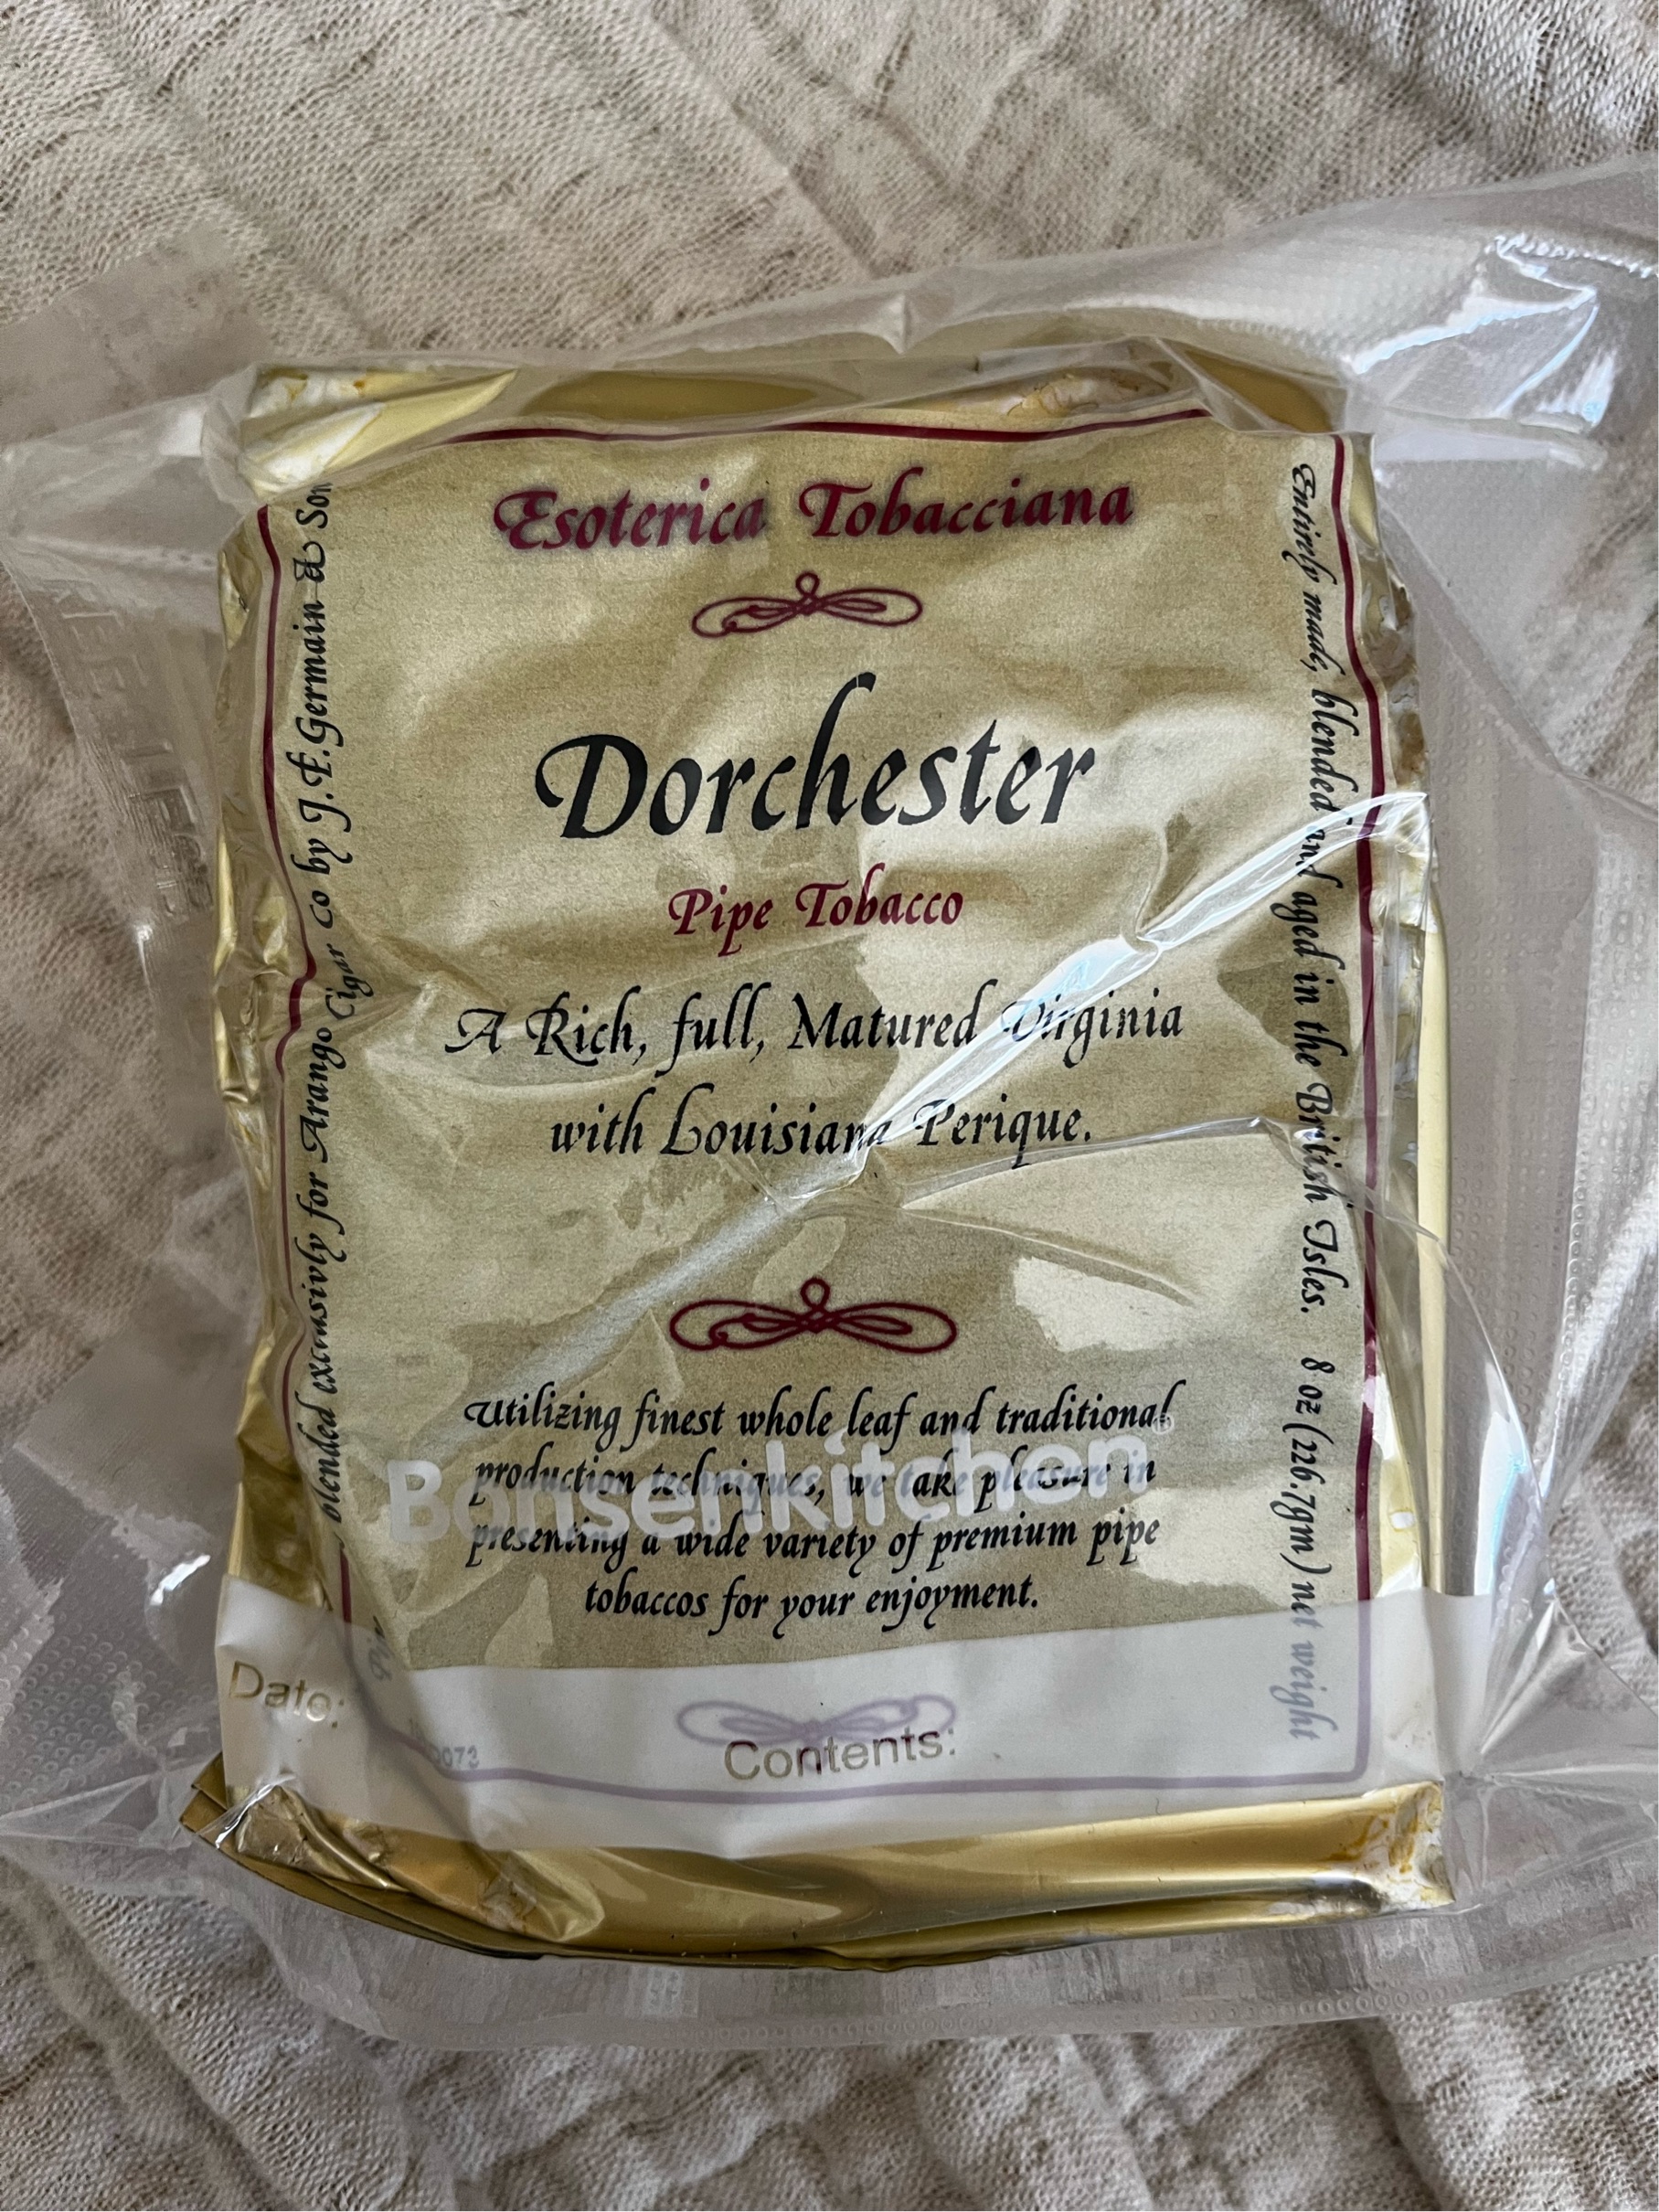 Esoterica Tobacciana
Dorchester
Pipe Tobacco
A Rich, full, Matured Virginia
with Louisiana Perique.
Utilizing finest whole leaf and traditional
production techniques, we take pleasure in
presenting a wide variety of premium pipe
tobaccos for your enjoyment.
Bonsenkitchen®
Date:
Contents:
blended exclusivly for Arango Cigar co by J.F.Germain & Son
Entirely made, blended and aged in the British Isles. 8 oz (226.7gm) net weight